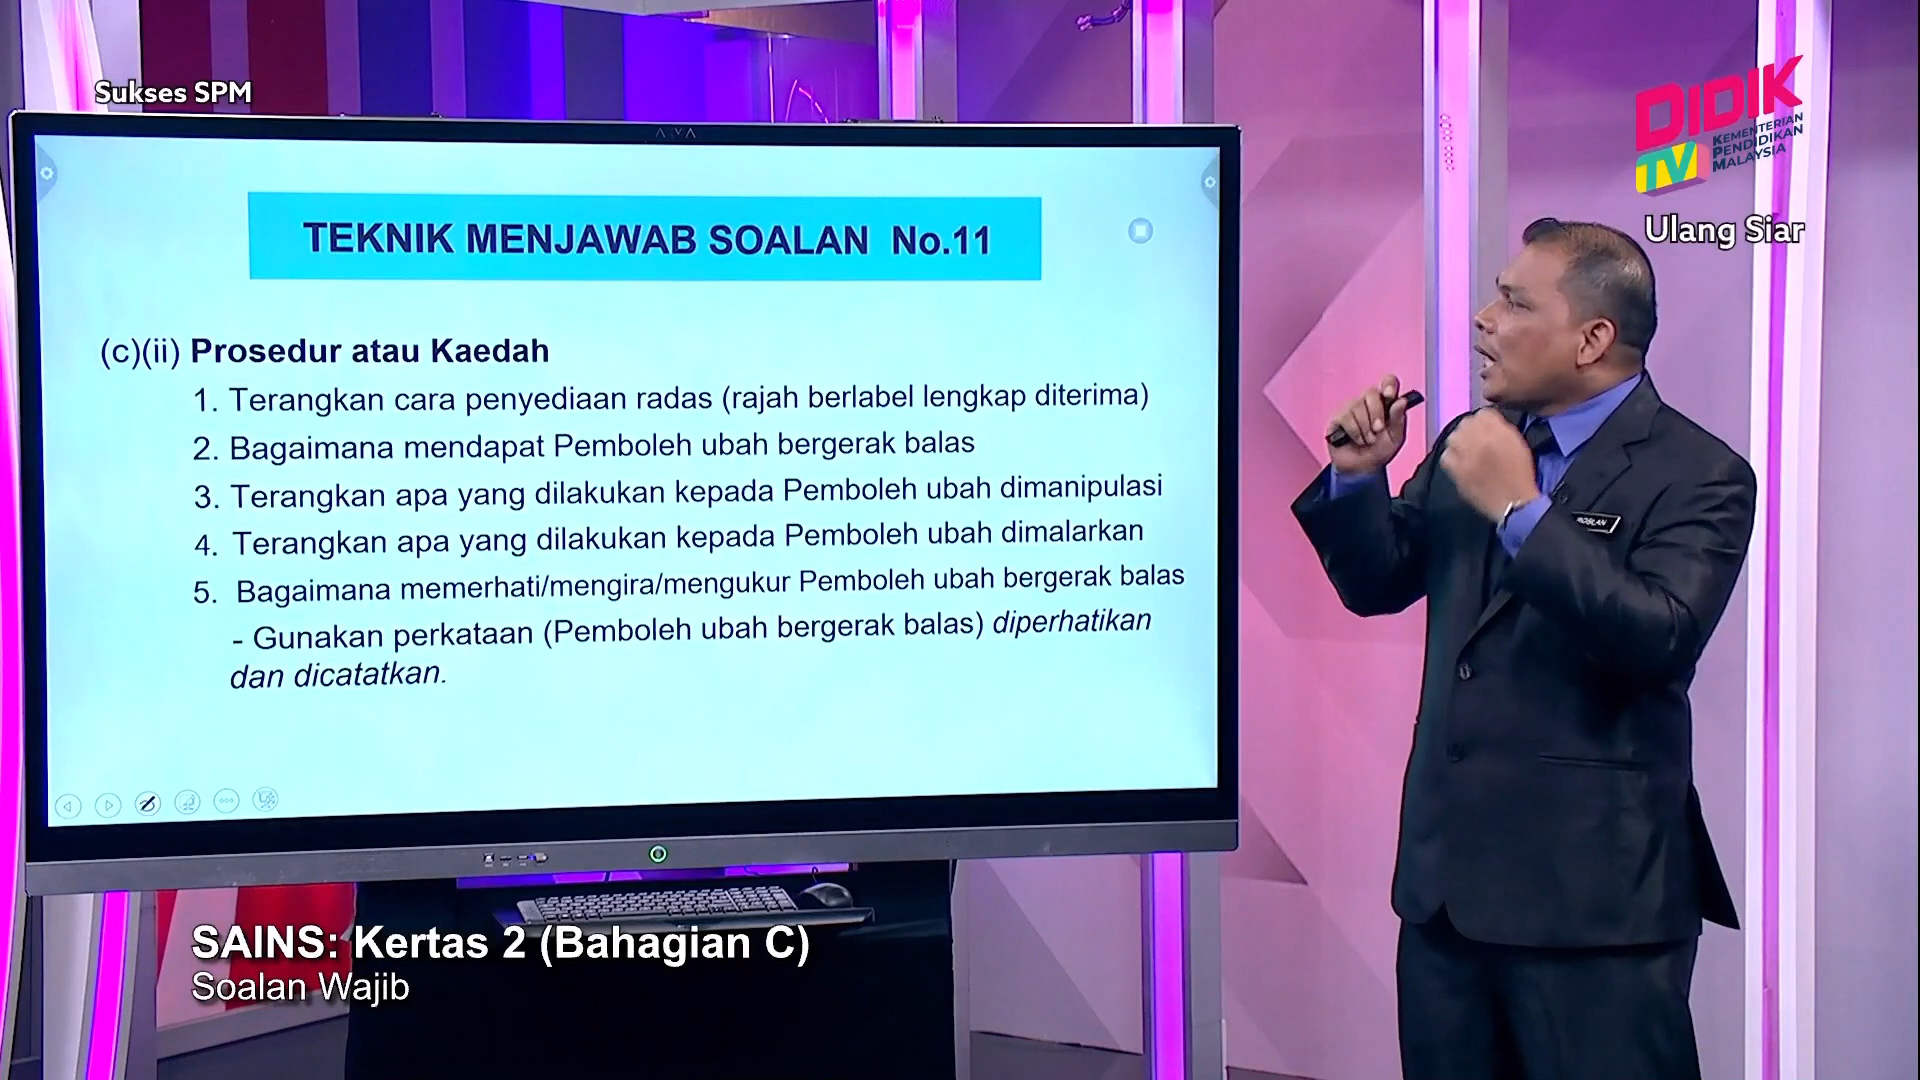 Sukses SPM
DIDIK
TV
KEMENTERIAN
PENDIDIKAN
MALAYSIA
Ulang Siar
TEKNIK MENJAWAB SOALAN No.11
(c)(ii) Prosedur atau Kaedah
1. Terangkan cara penyediaan radas (rajah berlabel lengkap diterima)
2. Bagaimana mendapat Pemboleh ubah bergerak balas
3. Terangkan apa yang dilakukan kepada Pemboleh ubah dimanipulasi
4. Terangkan apa yang dilakukan kepada Pemboleh ubah dimalarkan
5. Bagaimana memerhati/mengira/mengukur Pemboleh ubah bergerak balas
- Gunakan perkataan (Pemboleh ubah bergerak balas) diperhatikan
dan dicatatkan.
ROSLAN
SAINS: Kertas 2 (Bahagian C)
Soalan Wajib